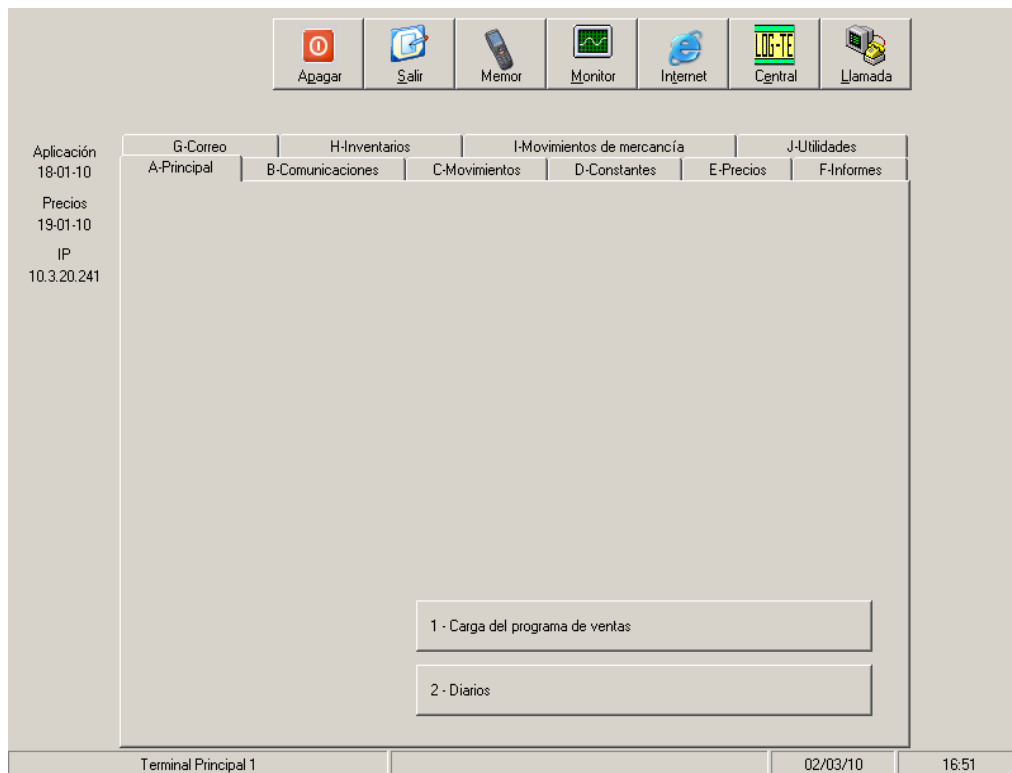 Apagar
Salir
Memor
Monitor
Internet
LOG-TE
Central
Llamada
G-Correo
H-Inventarios
I-Movimientos de mercancía
J-Utilidades
A-Principal
B-Comunicaciones
C-Movimientos
D-Constantes
E-Precios
F-Informes
Aplicación
18-01-10
Precios
19-01-10
IP
10.3.20.241
1 - Carga del programa de ventas
2 - Diarios
Terminal Principal 1
02/03/10
16:51